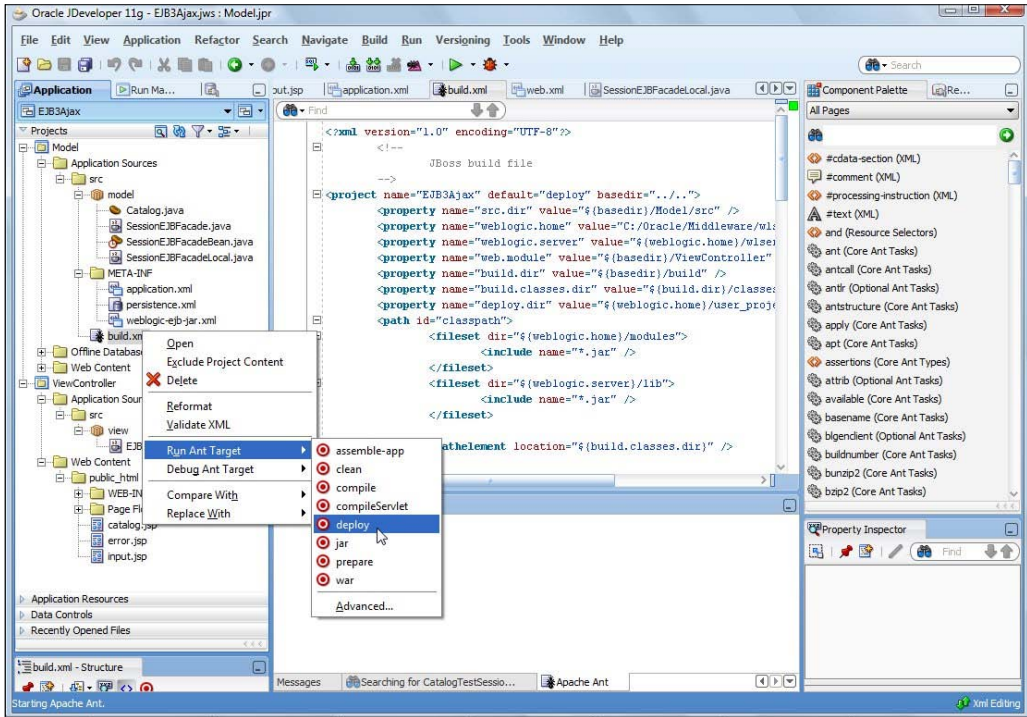 Oracle JDeveloper 11g - EJB3Ajax.jws : Model.jpr
File Edit View Application Refactor Search Navigate Build Run Versioning Tools Window Help
Search
Application
Run Ma...
EJB3Ajax
Projects
Model
Application Sources
src
model
Catalog.java
SessionEJBFacade.java
SessionEJBFacadeBean.java
SessionEJBFacadeLocal.java
META-INF
application.xml
persistence.xml
weblogic-ejb-jar.xml
build.xm
Offline Databas
Web Content
ViewController
Application Sour
src
view
EJB
Web Content
public_html
WEB-IN
Page Fl
catalog.jsp
error.jsp
input.jsp
Application Resources
Data Controls
Recently Opened Files
build.xml - Structure
Starting Apache Ant.
Open
Exclude Project Content
Delete
Reformat
Validate XML
Run Ant Target
Debug Ant Target
Compare With
Replace With
assemble-app
clean
compile
compileServlet
deploy
jar
prepare
war
Advanced...
out.jsp application.xml build.xml web.xml SessionEJBFacadeLocal.java
Find
<?xml version="1.0" encoding="UTF-8"?>
<!--
JBoss build file
-->
<project name="EJB3Ajax" default="deploy" basedir="../..">
<property name="src.dir" value="${basedir}/Model/src" />
<property name="weblogic.home" value="C:/Oracle/Middleware/wls
<property name="weblogic.server" value="${weblogic.home}/wlser
<property name="web.module" value="${basedir}/ViewController"
<property name="build.dir" value="${basedir}/build" />
<property name="build.classes.dir" value="${build.dir}/classes
<property name="deploy.dir" value="${weblogic.home}/user_proje
<path id="classpath">
<fileset dir="${weblogic.home}/modules">
<include name="*.jar" />
</fileset>
<fileset dir="${weblogic.server}/lib">
<include name="*.jar" />
</fileset>
athelement location="${build.classes.dir}" />
Messages
Searching for CatalogTestSessio...
Apache Ant
Component Palette
Re...
All Pages
#cdata-section (XML)
#comment (XML)
#processing-instruction (XML)
#text (XML)
and (Resource Selectors)
ant (Core Ant Tasks)
antcall (Core Ant Tasks)
antlr (Optional Ant Tasks)
antstructure (Core Ant Tasks)
apply (Core Ant Tasks)
apt (Core Ant Tasks)
assertions (Core Ant Types)
attrib (Optional Ant Tasks)
available (Core Ant Tasks)
basename (Core Ant Tasks)
blgenclient (Optional Ant Tasks)
buildnumber (Core Ant Tasks)
bunzip2 (Core Ant Tasks)
bzip2 (Core Ant Tasks)
Property Inspector
Find
Xml Editing